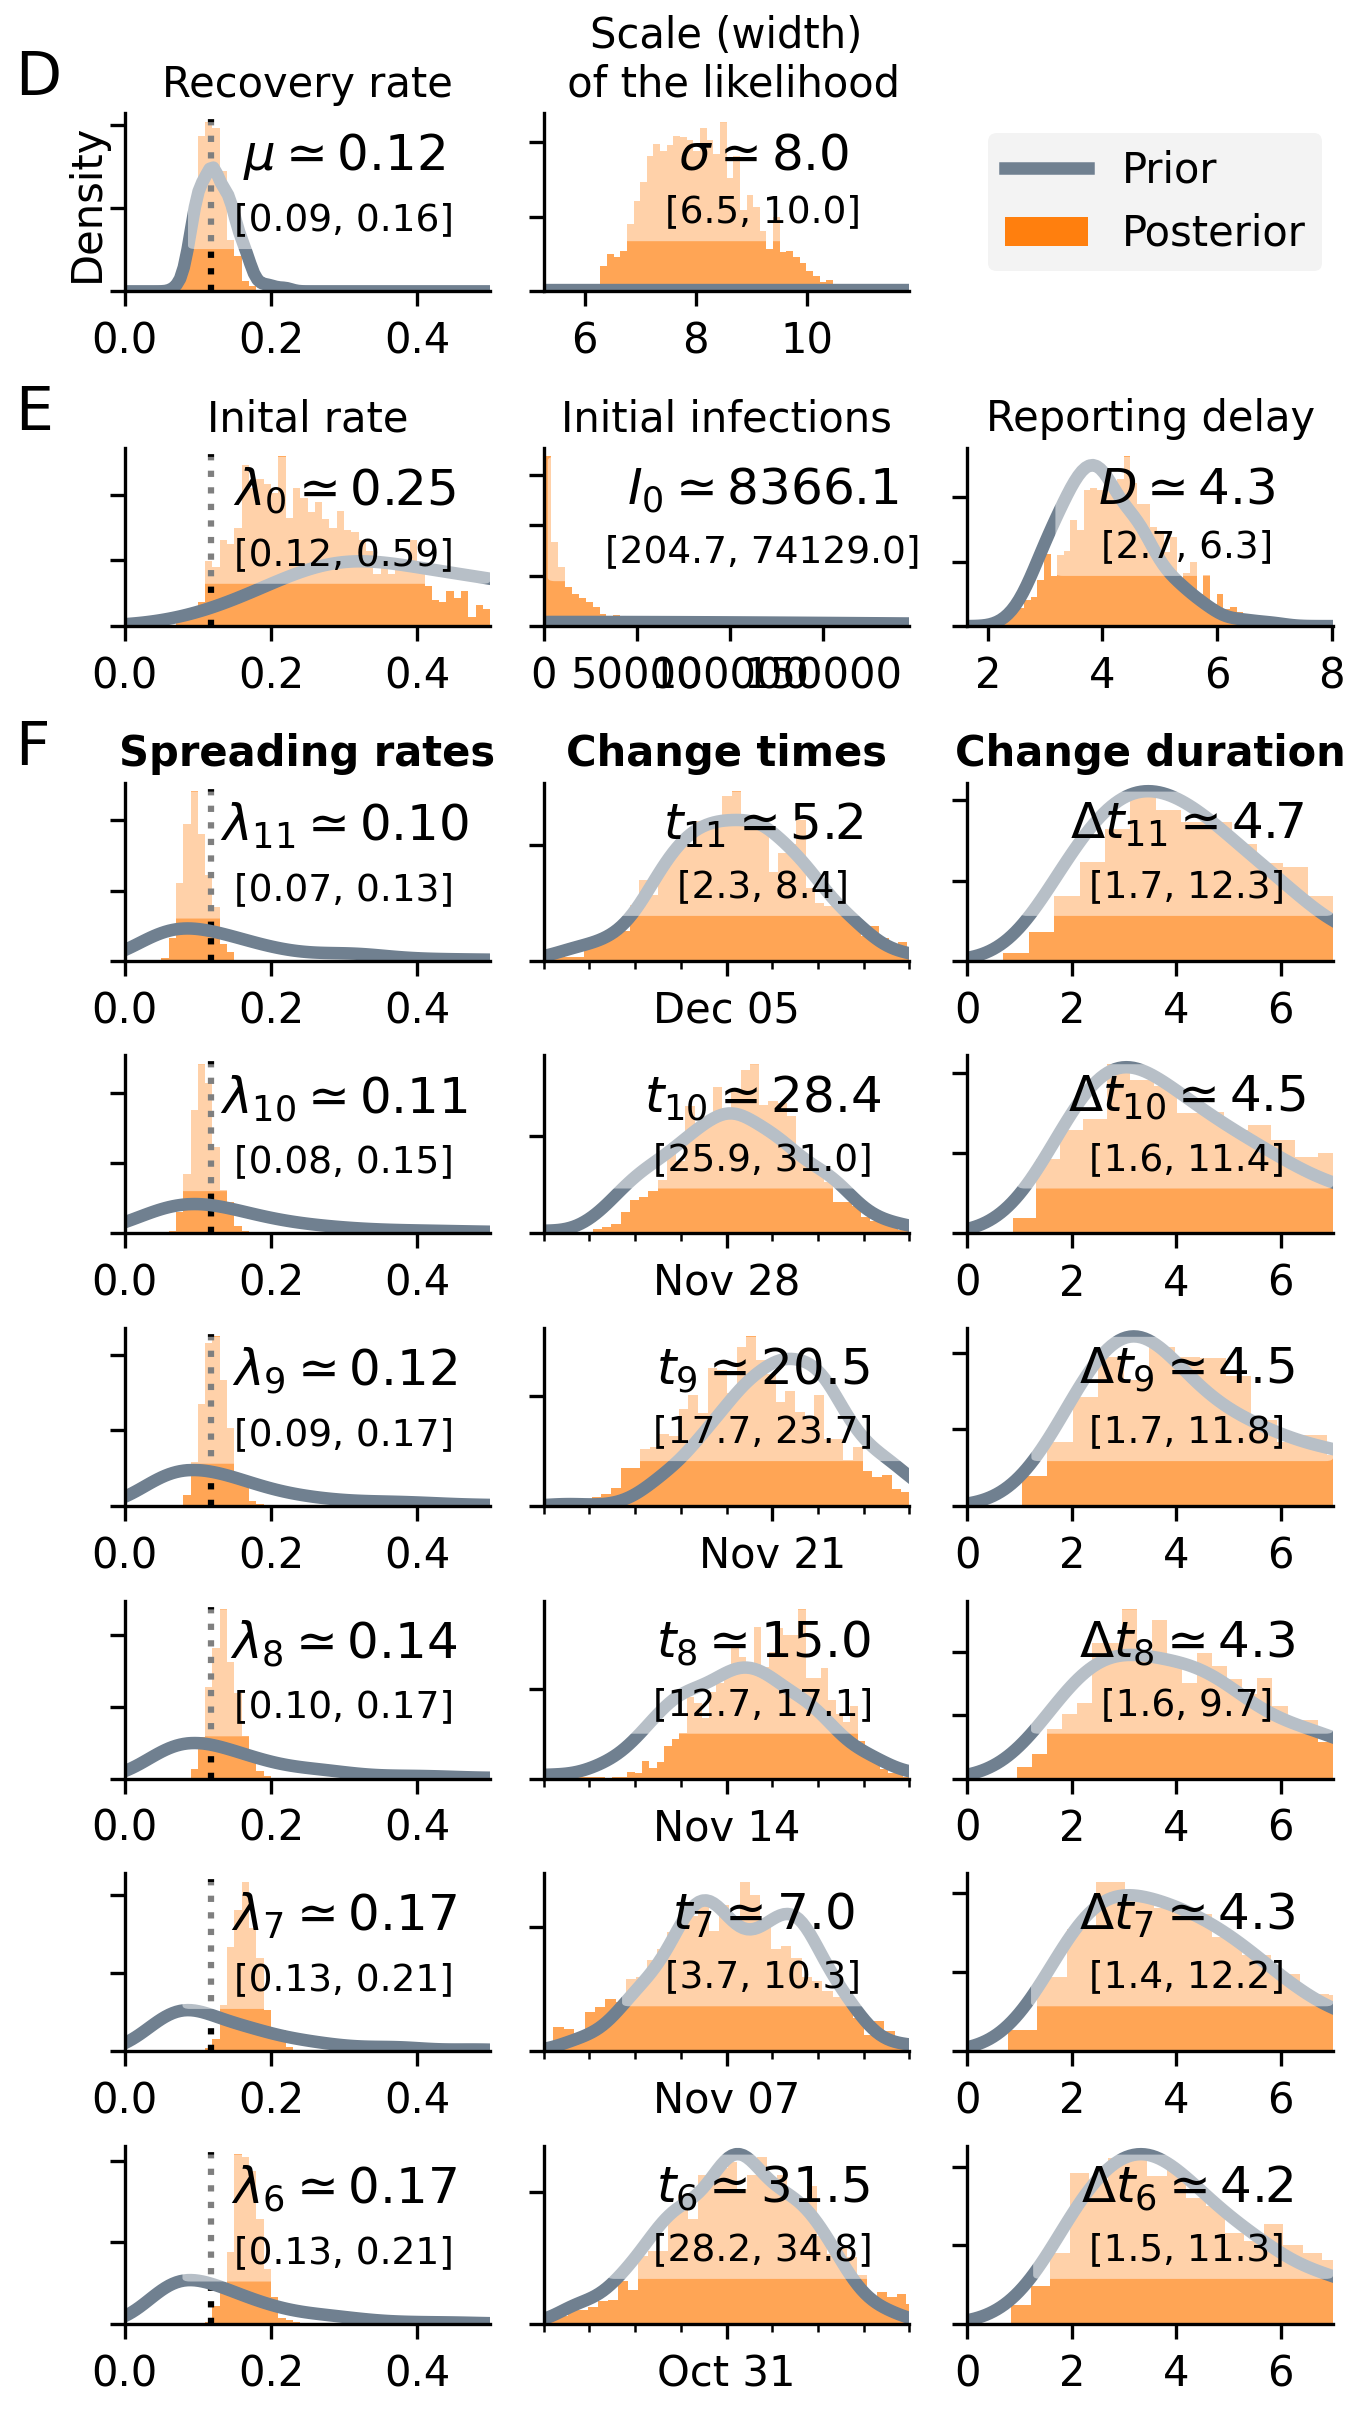 D
Recovery rate
Scale (width)
of the likelihood
Density
μ ≃ 0.12
[0.09, 0.16]
σ ≃ 8.0
[6.5, 10.0]
Prior
Posterior
0.0 0.2 0.4
6 8 10
E
Inital rate
Initial infections
Reporting delay
λ0 ≃ 0.25
[0.12, 0.59]
I0 ≃ 8366.1
[204.7, 74129.0]
D ≃ 4.3
[2.7, 6.3]
0.0 0.2 0.4
0 50000 100000 150000
2 4 6 8
F
Spreading rates
Change times
Change duration
λ11 ≃ 0.10
[0.07, 0.13]
t11 ≃ 5.2
[2.3, 8.4]
Δt11 ≃ 4.7
[1.7, 12.3]
0.0 0.2 0.4
Dec 05
0 2 4 6
λ10 ≃ 0.11
[0.08, 0.15]
t10 ≃ 28.4
[25.9, 31.0]
Δt10 ≃ 4.5
[1.6, 11.4]
0.0 0.2 0.4
Nov 28
0 2 4 6
λ9 ≃ 0.12
[0.09, 0.17]
t9 ≃ 20.5
[17.7, 23.7]
Δt9 ≃ 4.5
[1.7, 11.8]
0.0 0.2 0.4
Nov 21
0 2 4 6
λ8 ≃ 0.14
[0.10, 0.17]
t8 ≃ 15.0
[12.7, 17.1]
Δt8 ≃ 4.3
[1.6, 9.7]
0.0 0.2 0.4
Nov 14
0 2 4 6
λ7 ≃ 0.17
[0.13, 0.21]
t7 ≃ 7.0
[3.7, 10.3]
Δt7 ≃ 4.3
[1.4, 12.2]
0.0 0.2 0.4
Nov 07
0 2 4 6
λ6 ≃ 0.17
[0.13, 0.21]
t6 ≃ 31.5
[28.2, 34.8]
Δt6 ≃ 4.2
[1.5, 11.3]
0.0 0.2 0.4
Oct 31
0 2 4 6